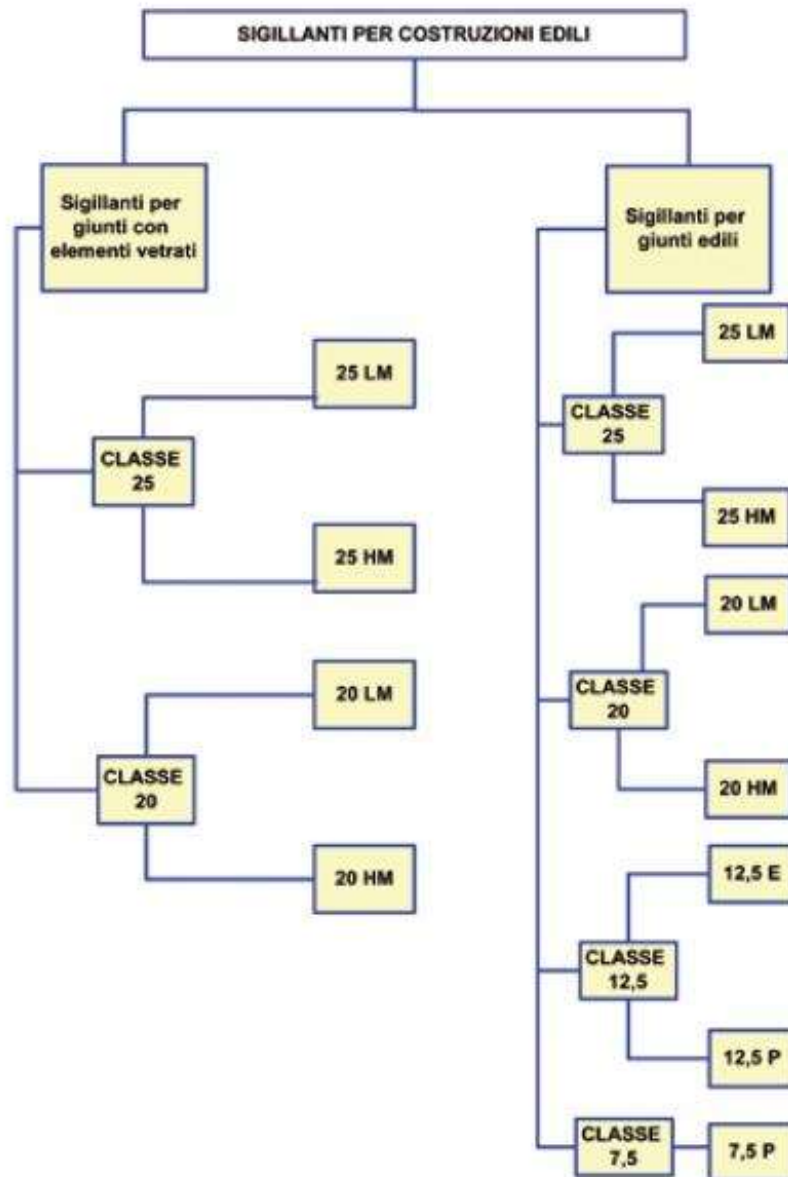 SIGILLANTI PER COSTRUZIONI EDILI
Sigillanti per
giunti con
elementi vetrati
25 LM
CLASSE
25
25 HM
20 LM
CLASSE
20
20 HM
Sigillanti per
giunti edili
25 LM
CLASSE
25
25 HM
20 LM
CLASSE
20
20 HM
12,5 E
CLASSE
12,5
12,5 P
CLASSE
7,5
7,5 P